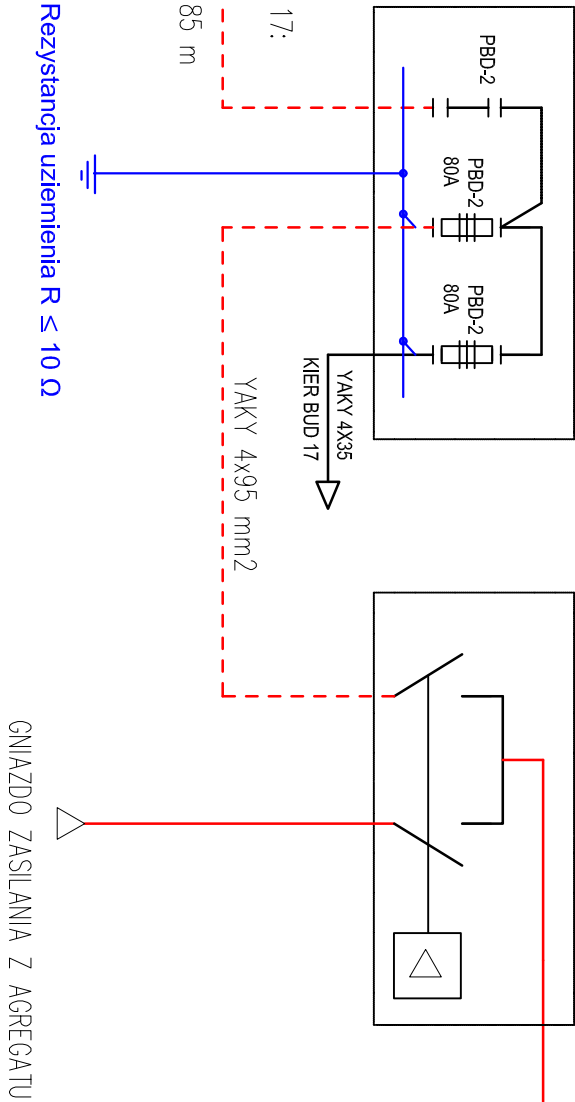 17:
85 m
PBD-2
PBD-2
80A
PBD-2
80A
YAKY 4X35
KIER BUD 17
YAKY 4x95 mm2
Rezystancja uziemienia R ≤ 10 Ω
GNIAZDO ZASILANIA Z AGREGATU